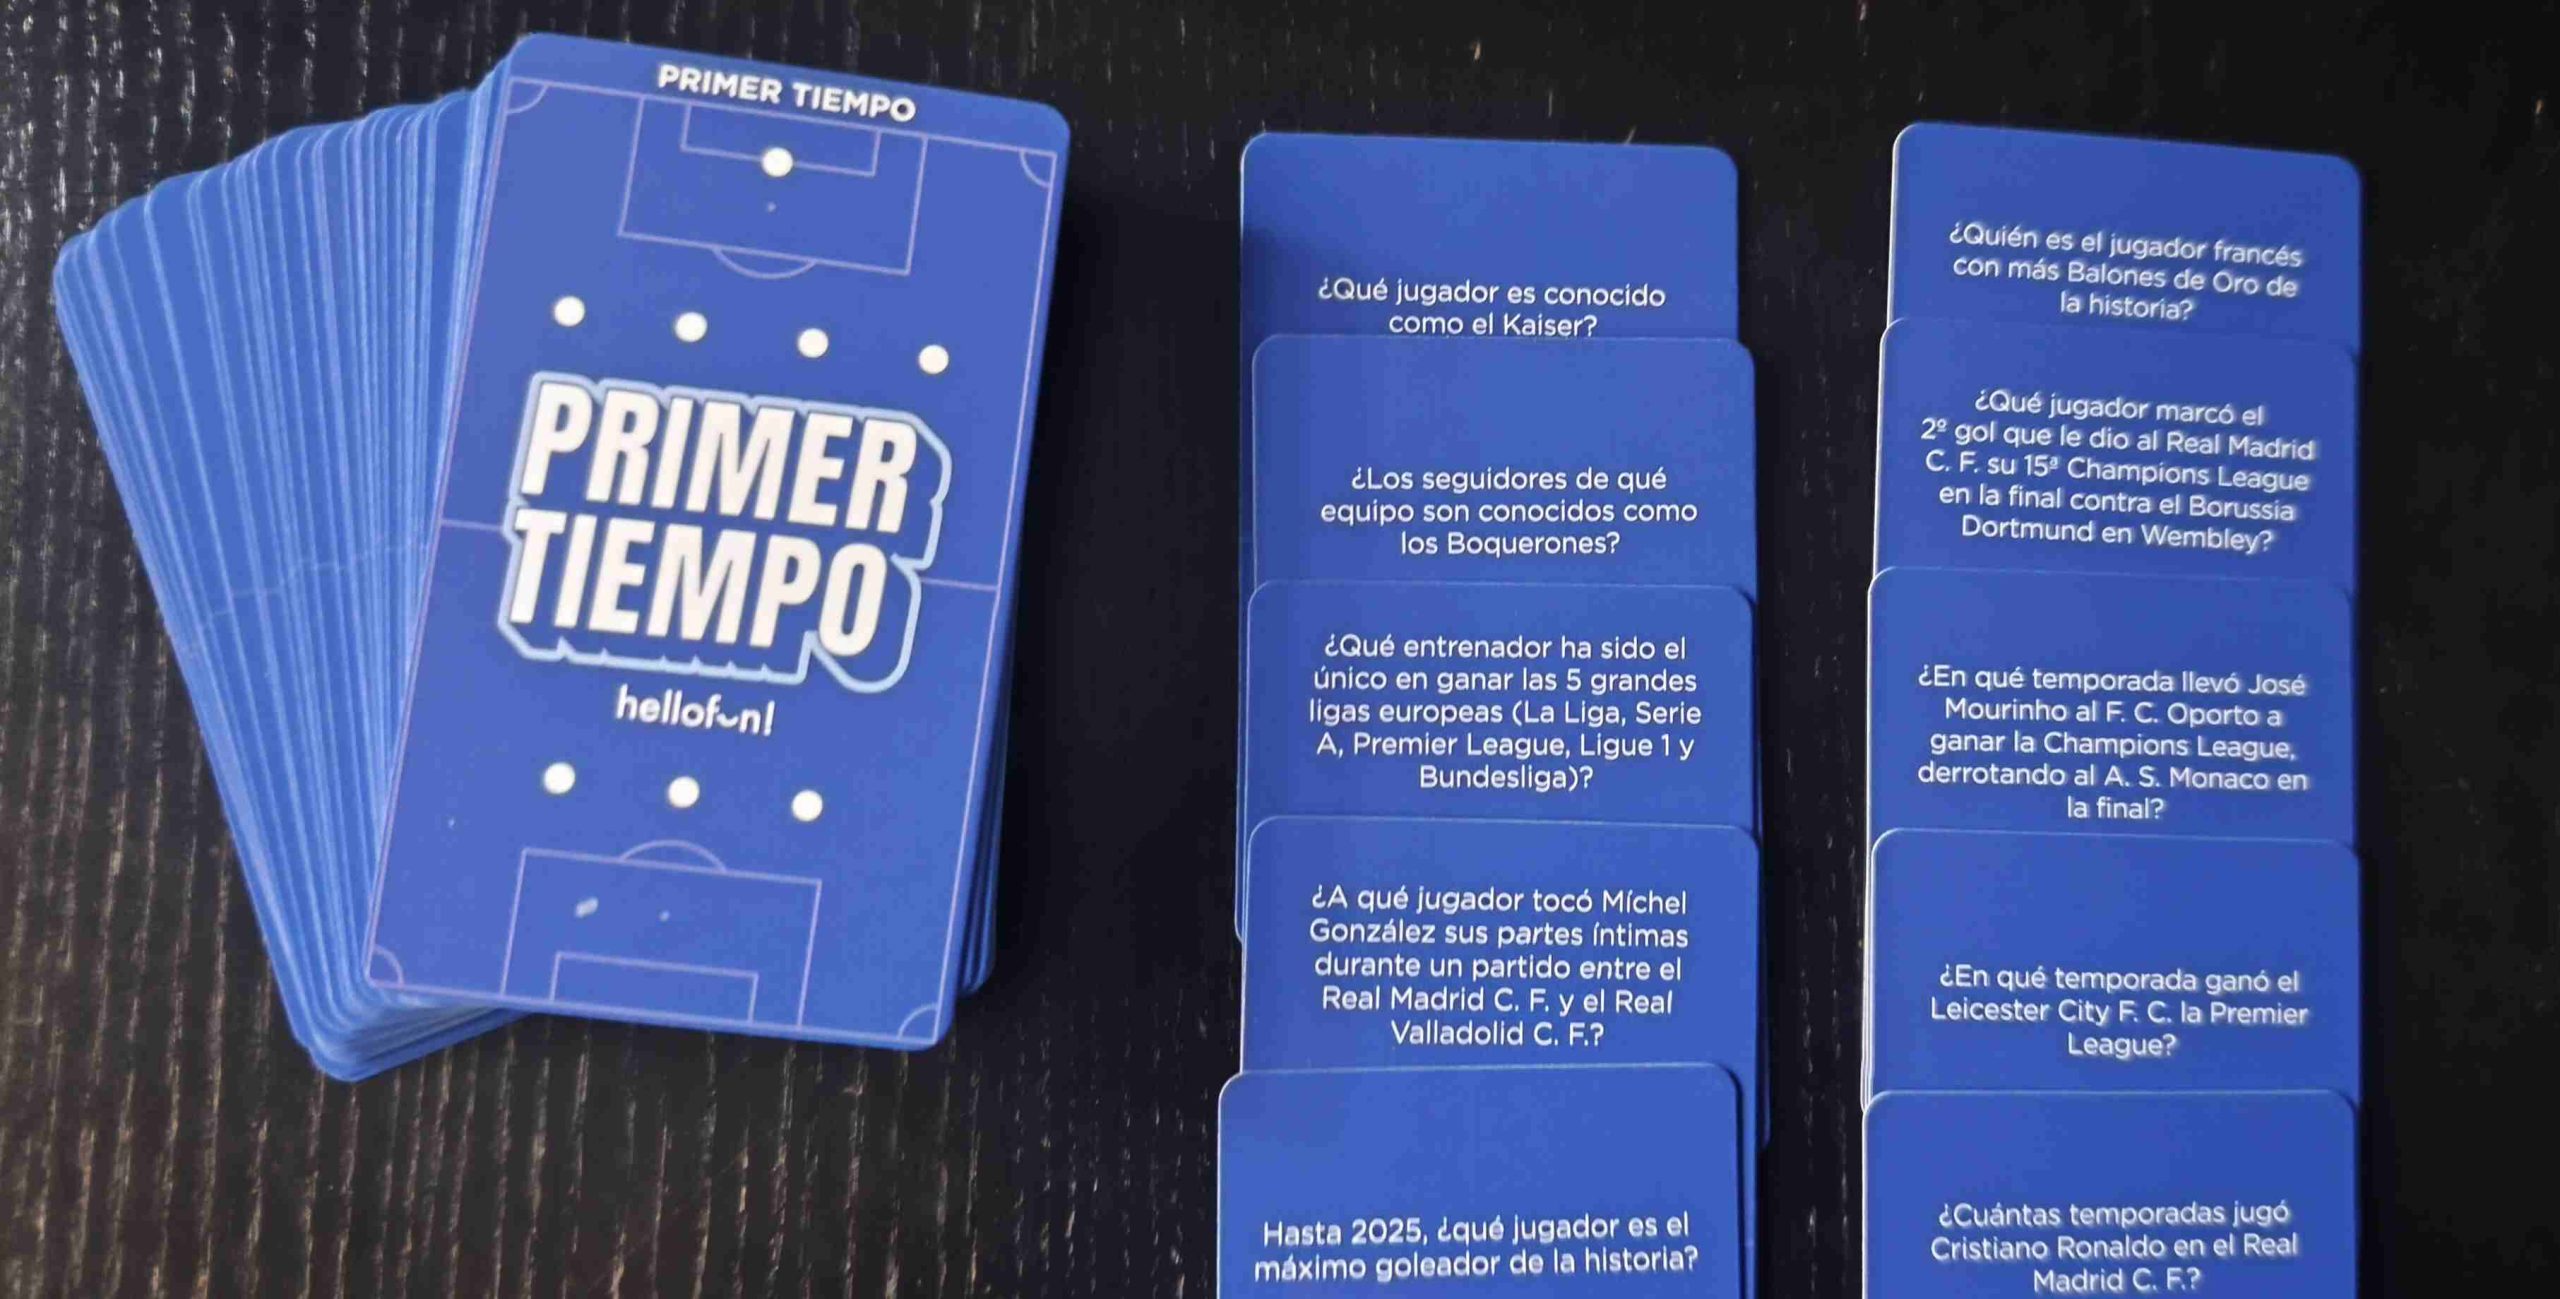 PRIMER TIEMPO
PRIMER
TIEMPO
hellofun!
¿Qué jugador es conocido
como el Kaiser?
¿Los seguidores de qué
equipo son conocidos como
los Boquerones?
¿Qué entrenador ha sido el
único en ganar las 5 grandes
ligas europeas (La Liga, Serie
A, Premier League, Ligue 1 y
Bundesliga)?
¿A qué jugador tocó Míchel
González sus partes íntimas
durante un partido entre el
Real Madrid C. F. y el Real
Valladolid C. F.?
Hasta 2025, ¿qué jugador es el
máximo goleador de la historia?
¿Quién es el jugador francés
con más Balones de Oro de
la historia?
¿Qué jugador marcó el
2º gol que le dio al Real Madrid
C. F. su 15ª Champions League
en la final contra el Borussia
Dortmund en Wembley?
¿En qué temporada llevó José
Mourinho al F. C. Oporto a
ganar la Champions League,
derrotando al A. S. Monaco en
la final?
¿En qué temporada ganó el
Leicester City F. C. la Premier
League?
¿Cuántas temporadas jugó
Cristiano Ronaldo en el Real
Madrid C. F.?